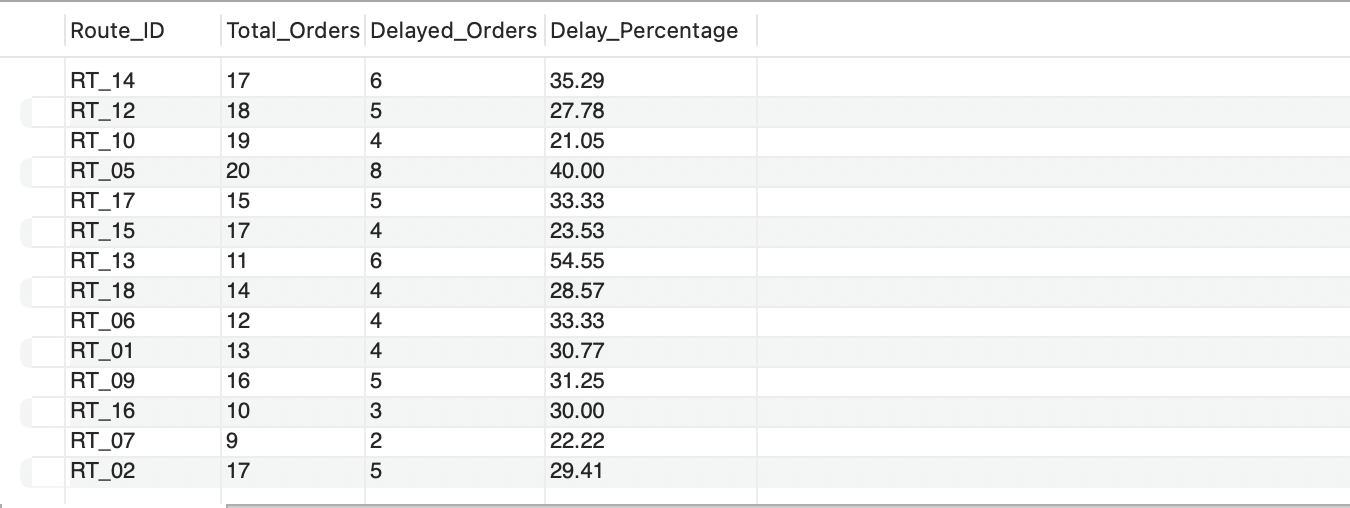 Route_ID Total_Orders Delayed_Orders Delay_Percentage
RT_14 17 6 35.29
RT_12 18 5 27.78
RT_10 19 4 21.05
RT_05 20 8 40.00
RT_17 15 5 33.33
RT_15 17 4 23.53
RT_13 11 6 54.55
RT_18 14 4 28.57
RT_06 12 4 33.33
RT_01 13 4 30.77
RT_09 16 5 31.25
RT_16 10 3 30.00
RT_07 9 2 22.22
RT_02 17 5 29.41